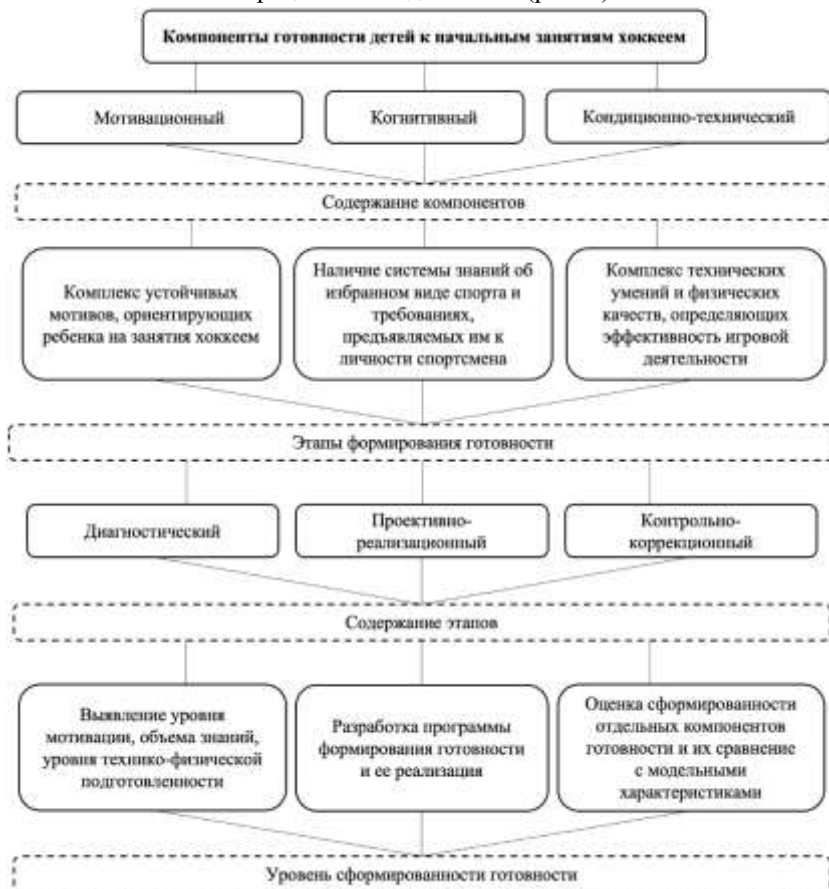 Компоненты готовности детей к начальным занятиям хоккеем
Мотивационный
Когнитивный
Кондиционно-технический
Содержание компонентов
Комплекс устойчивых
мотивов, ориентирующих
ребенка на занятия хоккеем
Наличие системы знаний об
избранном виде спорта и
требованиях,
предъявляемых им к
личности спортсмена
Комплекс технических
умений и физических
качеств, определяющих
эффективность игровой
деятельности
Этапы формирования готовности
Диагностический
Проективно-
реализационный
Контрольно-
коррекционный
Содержание этапов
Выявление уровня
мотивации, объема знаний,
уровня технико-физической
подготовленности
Разработка программы
формирования готовности
и ее реализация
Оценка сформированности
отдельных компонентов
готовности и их сравнение
с модельными
характеристиками
Уровень сформированности готовности